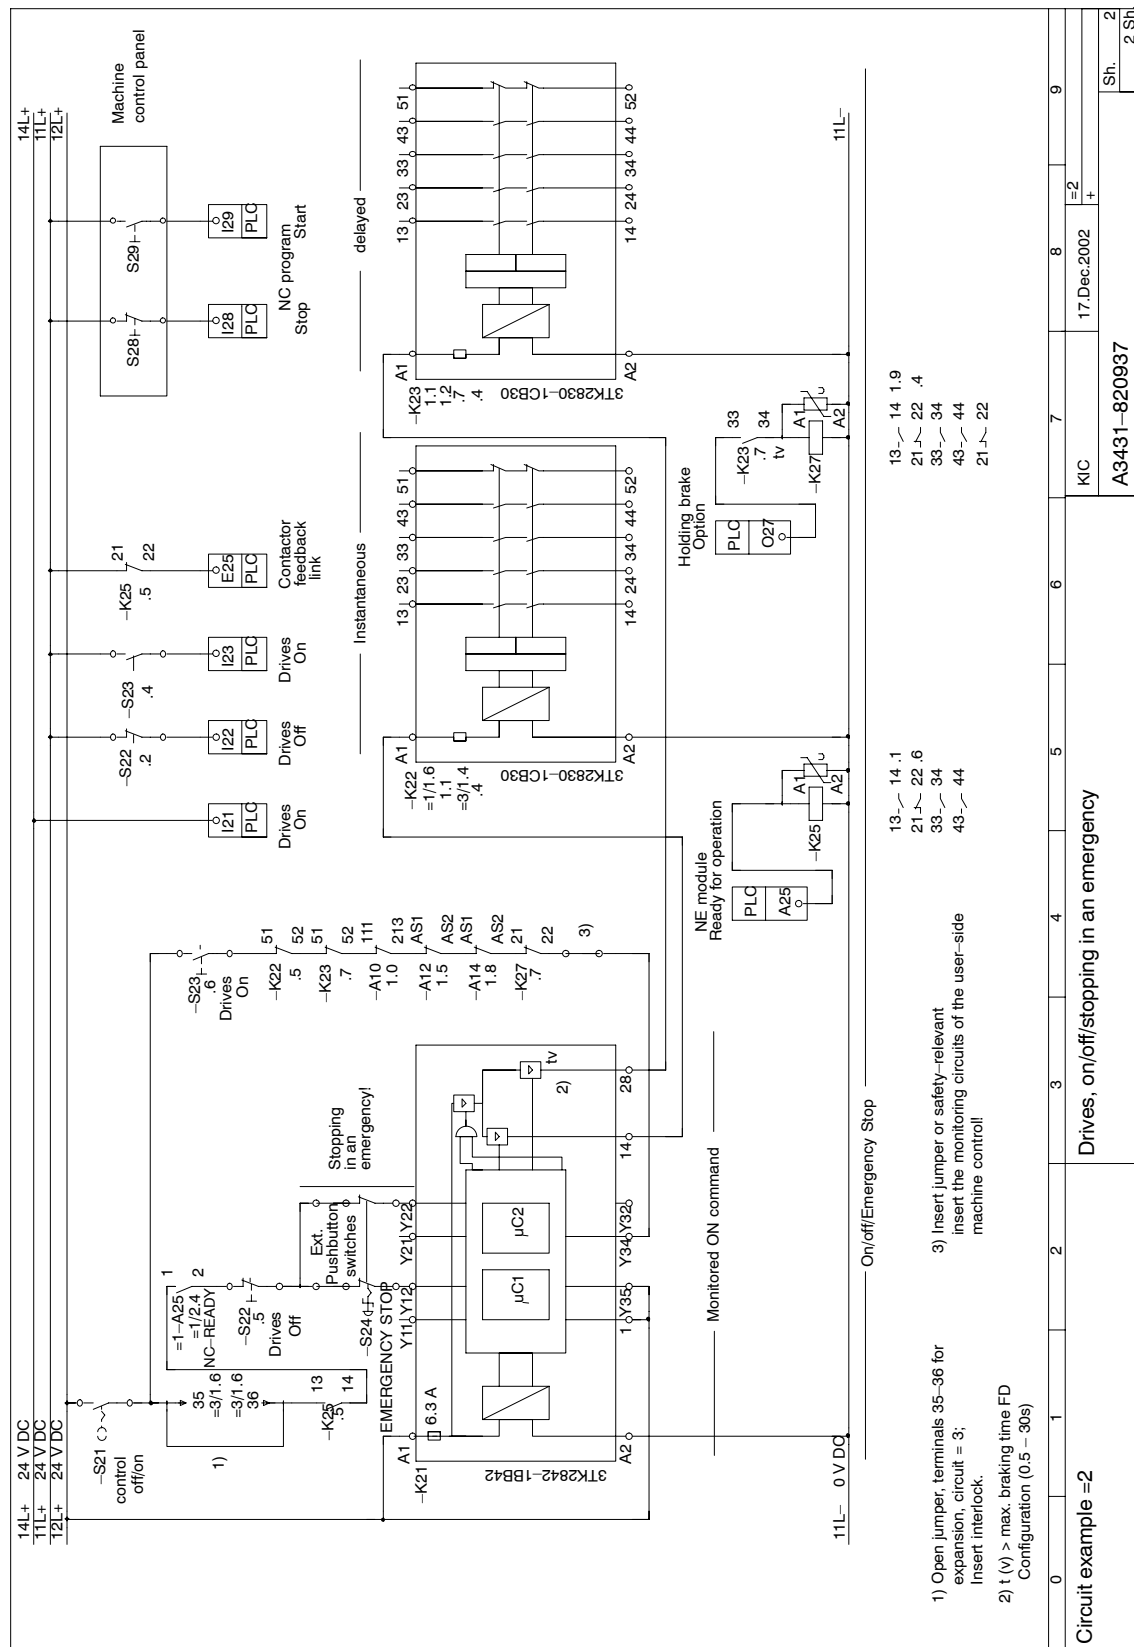 14L+ 24 V DC
11L+ 24 V DC
12L+ 24 V DC
14L+
11L+
12L+
–S21
control
off/on
1)
35
=3/1.6
=3/1.6
36
–K25
.5
13
14
=1–A25
=1/2.4
NC–READY
1
2
–S22
.5
Drives
Off
Ext.
Pushbutton
switches
–S24
EMERGENCY STOP
Stopping
in an
emergency!
–S23
.6
Drives
On
–K22
.5
51
52
–K23
.7
51
52
–A10
1.0
111
213
–A12
1.5
AS1
AS2
–A14
1.8
AS1
AS2
–K27
.7
21
22
3)
I21
PLC
Drives
On
–S22
.2
I22
PLC
Drives
Off
–S23
.4
I23
PLC
Drives
On
–K25
.5
21
22
E25
PLC
Contactor
feedback
link
S28
I28
PLC
Stop
NC program
S29
I29
PLC
Start
Machine
control panel
–K21
A1
6.3 A
Y11
Y12
Y21
Y22
µC1
µC2
tv
2)
3TK2842–1BB42
A2
1
Y35
Y34
Y32
14
28
Monitored ON command
Instantaneous
–K22
=1/1.6
1.1
=3/1.4
.4
A1
13
23
33
43
51
3TK2830–1CB30
A2
14
24
34
44
52
delayed
–K23
1.1
1.2
.7
.4
A1
13
23
33
43
51
3TK2830–1CB30
A2
14
24
34
44
52
NE module
Ready for operation
PLC
A25
–K25
A1
A2
Holding brake
Option
PLC
O27
–K23
.7
tv
33
34
–K27
A1
A2
11L– 0 V DC
11L–
On/off/Emergency Stop
13 14 .1
21 22 .6
33 34
43 44
13 14 1.9
21 22 .4
33 34
43 44
21 22
1) Open jumper, terminals 35–36 for
expansion, circuit = 3;
Insert interlock.
2) t (v) > max. braking time FD
Configuration (0.5 – 30s)
3) Insert jumper or safety–relevant
insert the monitoring circuits of the user–side
machine control!
0 1 2 3 4 5 6 7 8 9
Circuit example =2
Drives, on/off/stopping in an emergency
KIC
17.Dec.2002
=2
+
A3431–820937
Sh. 2
2 Sh.